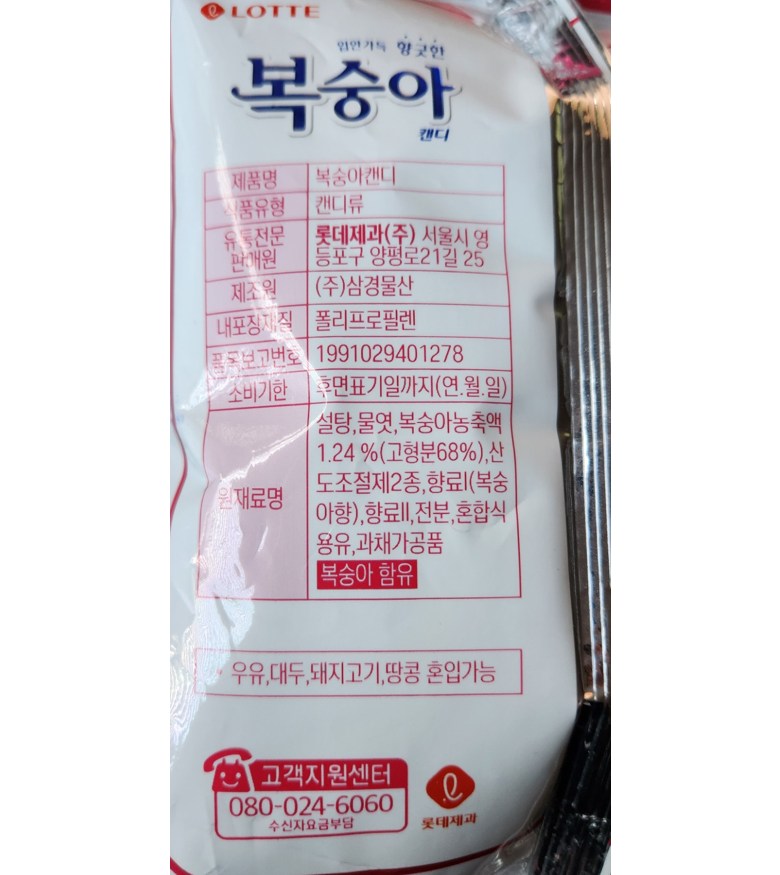 LOTTE
입안가득 향긋한
복숭아
캔디
제품명 복숭아캔디
식품유형 캔디류
유통전문 판매원 롯데제과(주) 서울시 영
등포구 양평로21길 25
제조원 (주)삼경물산
내포장재질 폴리프로필렌
품목보고번호 1991029401278
소비기한 후면표기일까지(연.월.일)
원재료명 설탕,물엿,복숭아농축액
1.24 %(고형분68%),산
도조절제2종,향료I(복숭
아향),향료II,전분,혼합식
용유,과채가공품
복숭아 함유
우유,대두,돼지고기,땅콩 혼입가능
고객지원센터
080-024-6060
수신자요금부담
롯데제과